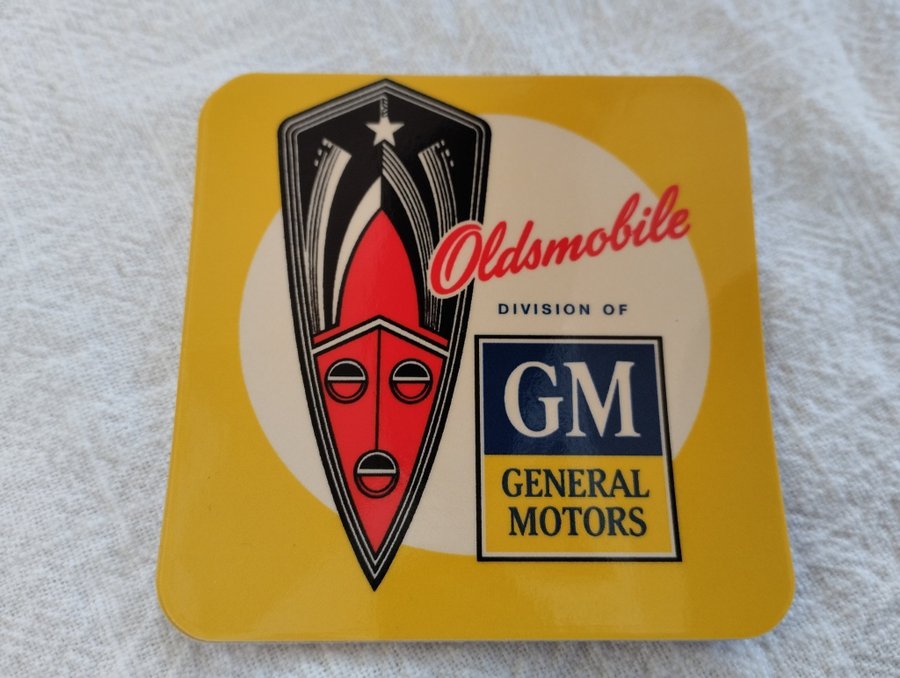 Oldsmobile
DIVISION OF
GM
GENERAL
MOTORS